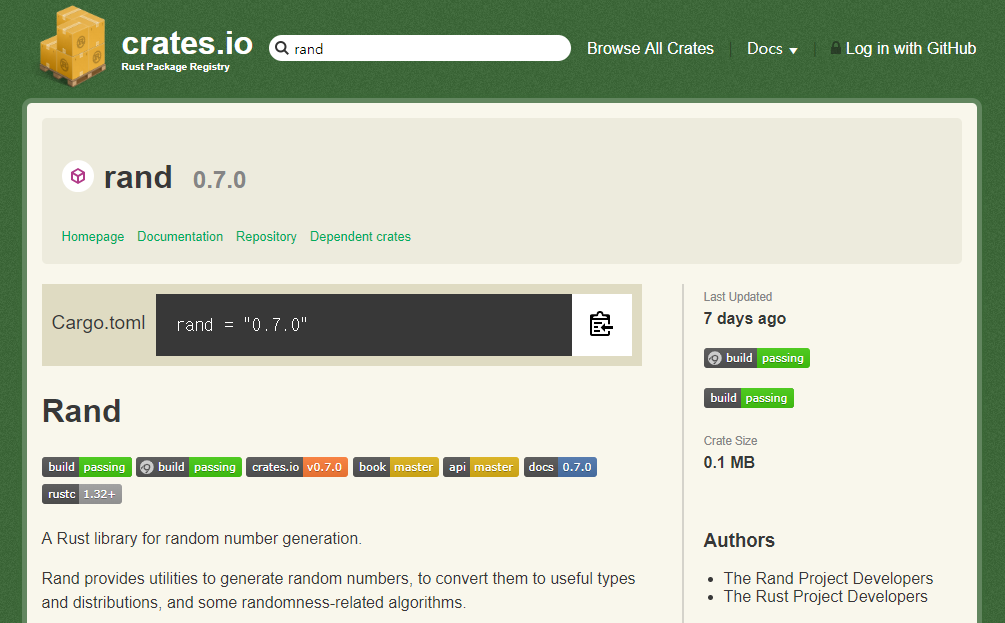 crates.io
Rust Package Registry
rand
Browse All Crates
Docs
Log in with GitHub
rand 0.7.0
Homepage Documentation Repository Dependent crates
Cargo.toml
rand = "0.7.0"
Rand
build passing build passing crates.io v0.7.0 book master api master docs 0.7.0
rustc 1.32+
A Rust library for random number generation.
Rand provides utilities to generate random numbers, to convert them to useful types
and distributions, and some randomness-related algorithms.
Last Updated
7 days ago
build passing
build passing
Crate Size
0.1 MB
Authors
The Rand Project Developers
The Rust Project Developers